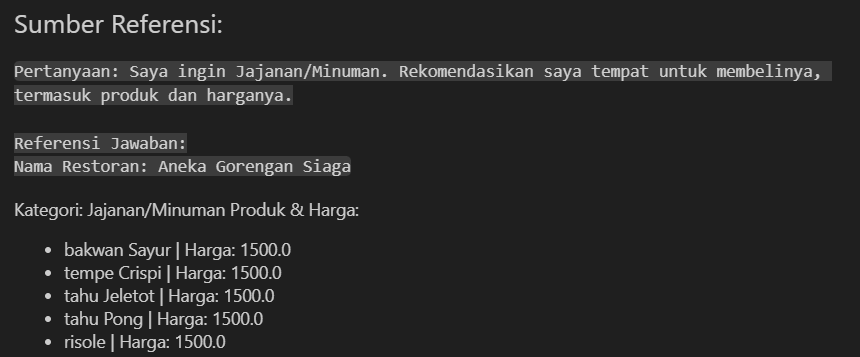 Sumber Referensi:
Pertanyaan: Saya ingin Jajanan/Minuman. Rekomendasikan saya tempat untuk membelinya,
termasuk produk dan harganya.
Referensi Jawaban:
Nama Restoran: Aneka Gorengan Siaga
Kategori: Jajanan/Minuman Produk & Harga:
• bakwan Sayur | Harga: 1500.0
• tempe Crispi | Harga: 1500.0
• tahu Jeletot | Harga: 1500.0
• tahu Pong | Harga: 1500.0
• risole | Harga: 1500.0